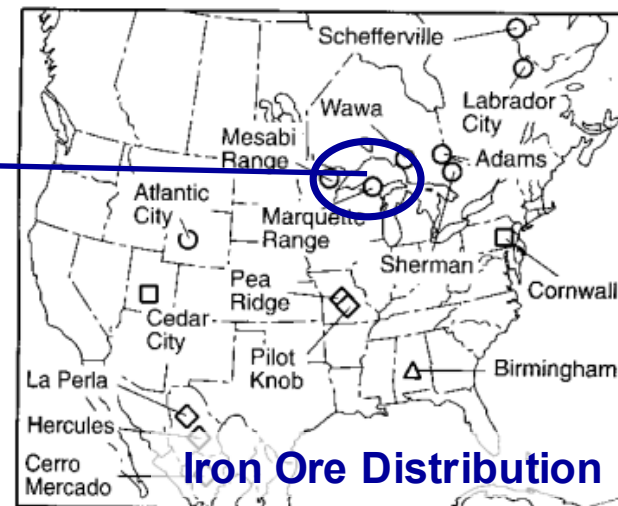 Schefferville
Wawa
Labrador
City
Mesabi
Range
Adams
Atlantic
City
Marquette
Range
Sherman
Cornwall
Pea
Ridge
Cedar
City
Pilot
Knob
La Perla
Birmingham
Hercules
Cerro
Mercado
Iron Ore Distribution